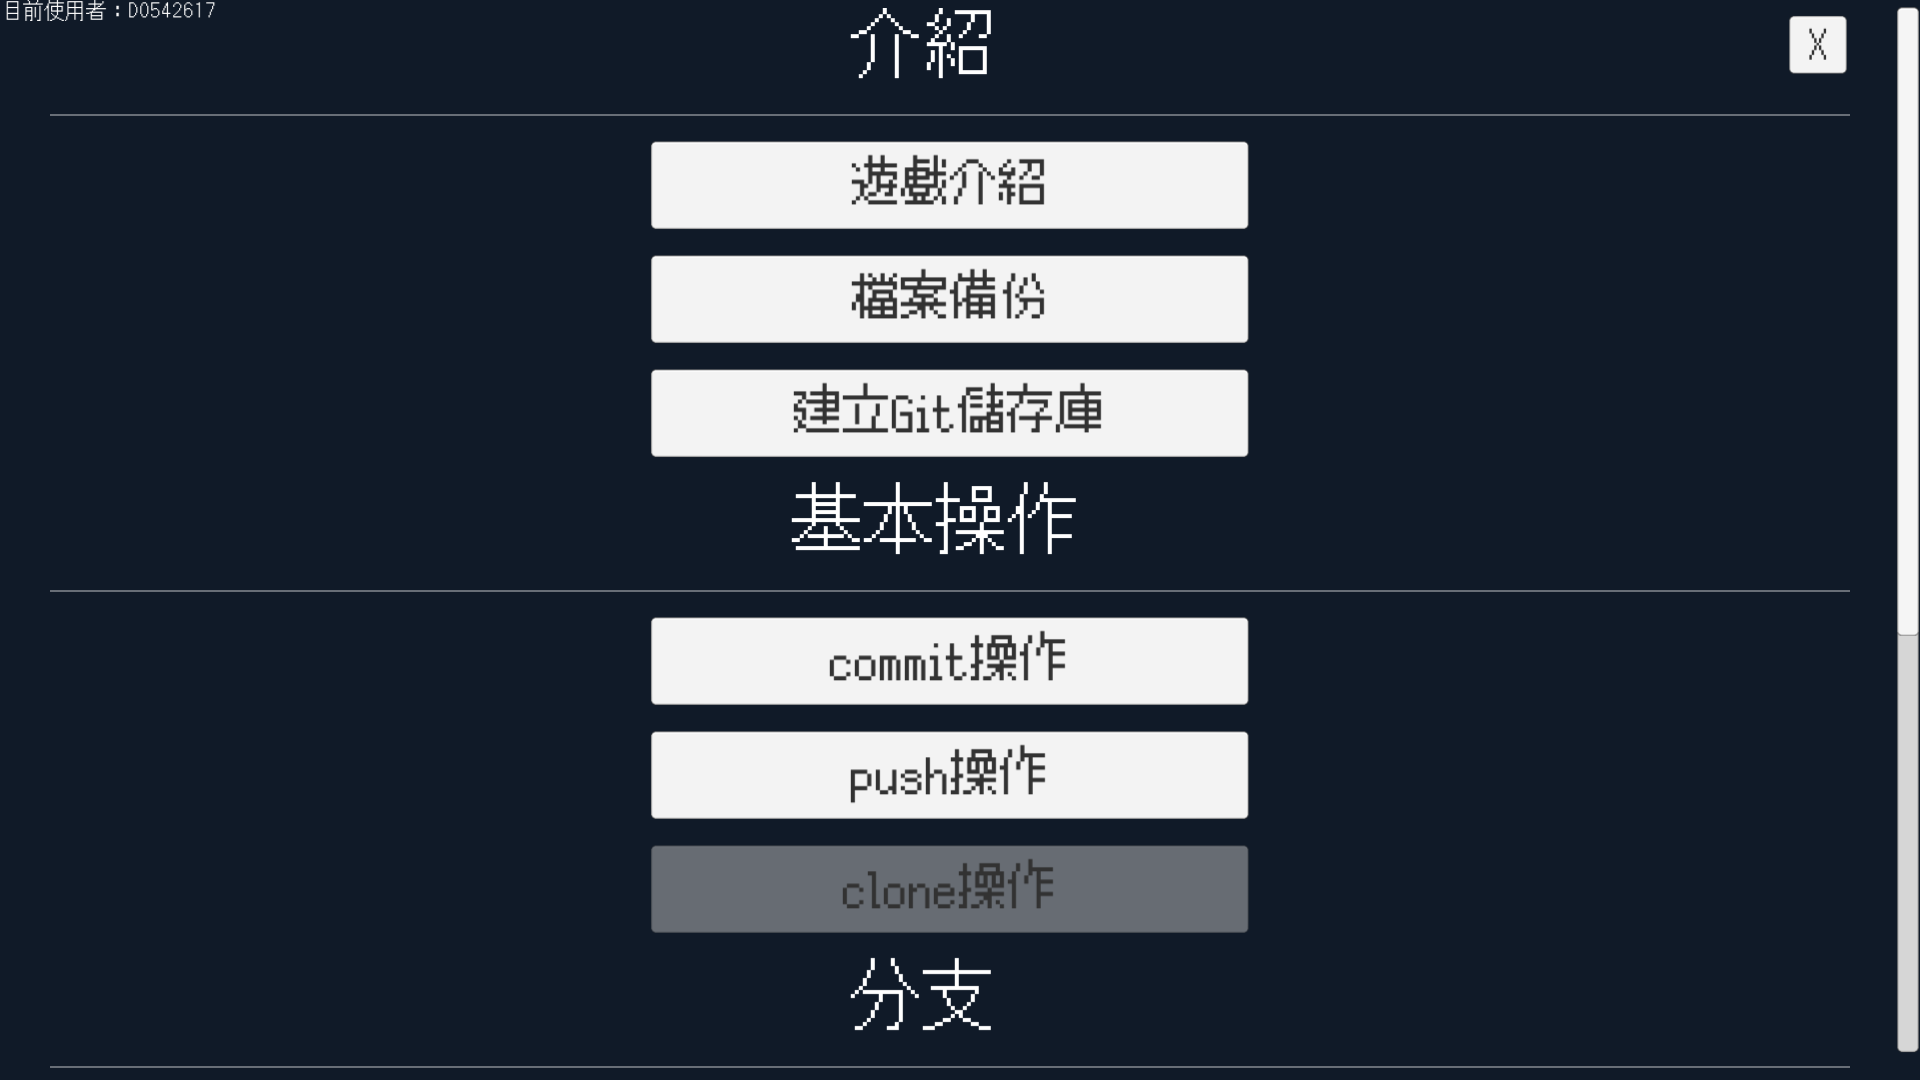 目前使用者：D0542617
介紹
X
遊戲介紹
檔案備份
建立Git儲存庫
基本操作
commit操作
push操作
clone操作
分支